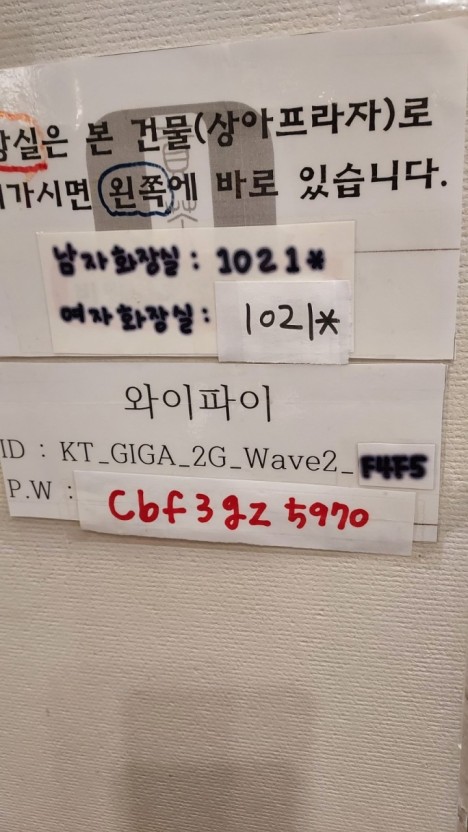 장실은 본 건물(상아프라자)로
가시면 왼쪽에 바로 있습니다.
남자화장실 : 1021*
여자화장실 : 1021*
와이파이
ID : KT_GIGA_2G_Wave2_F4F5
P.W : Cbf3gz5970